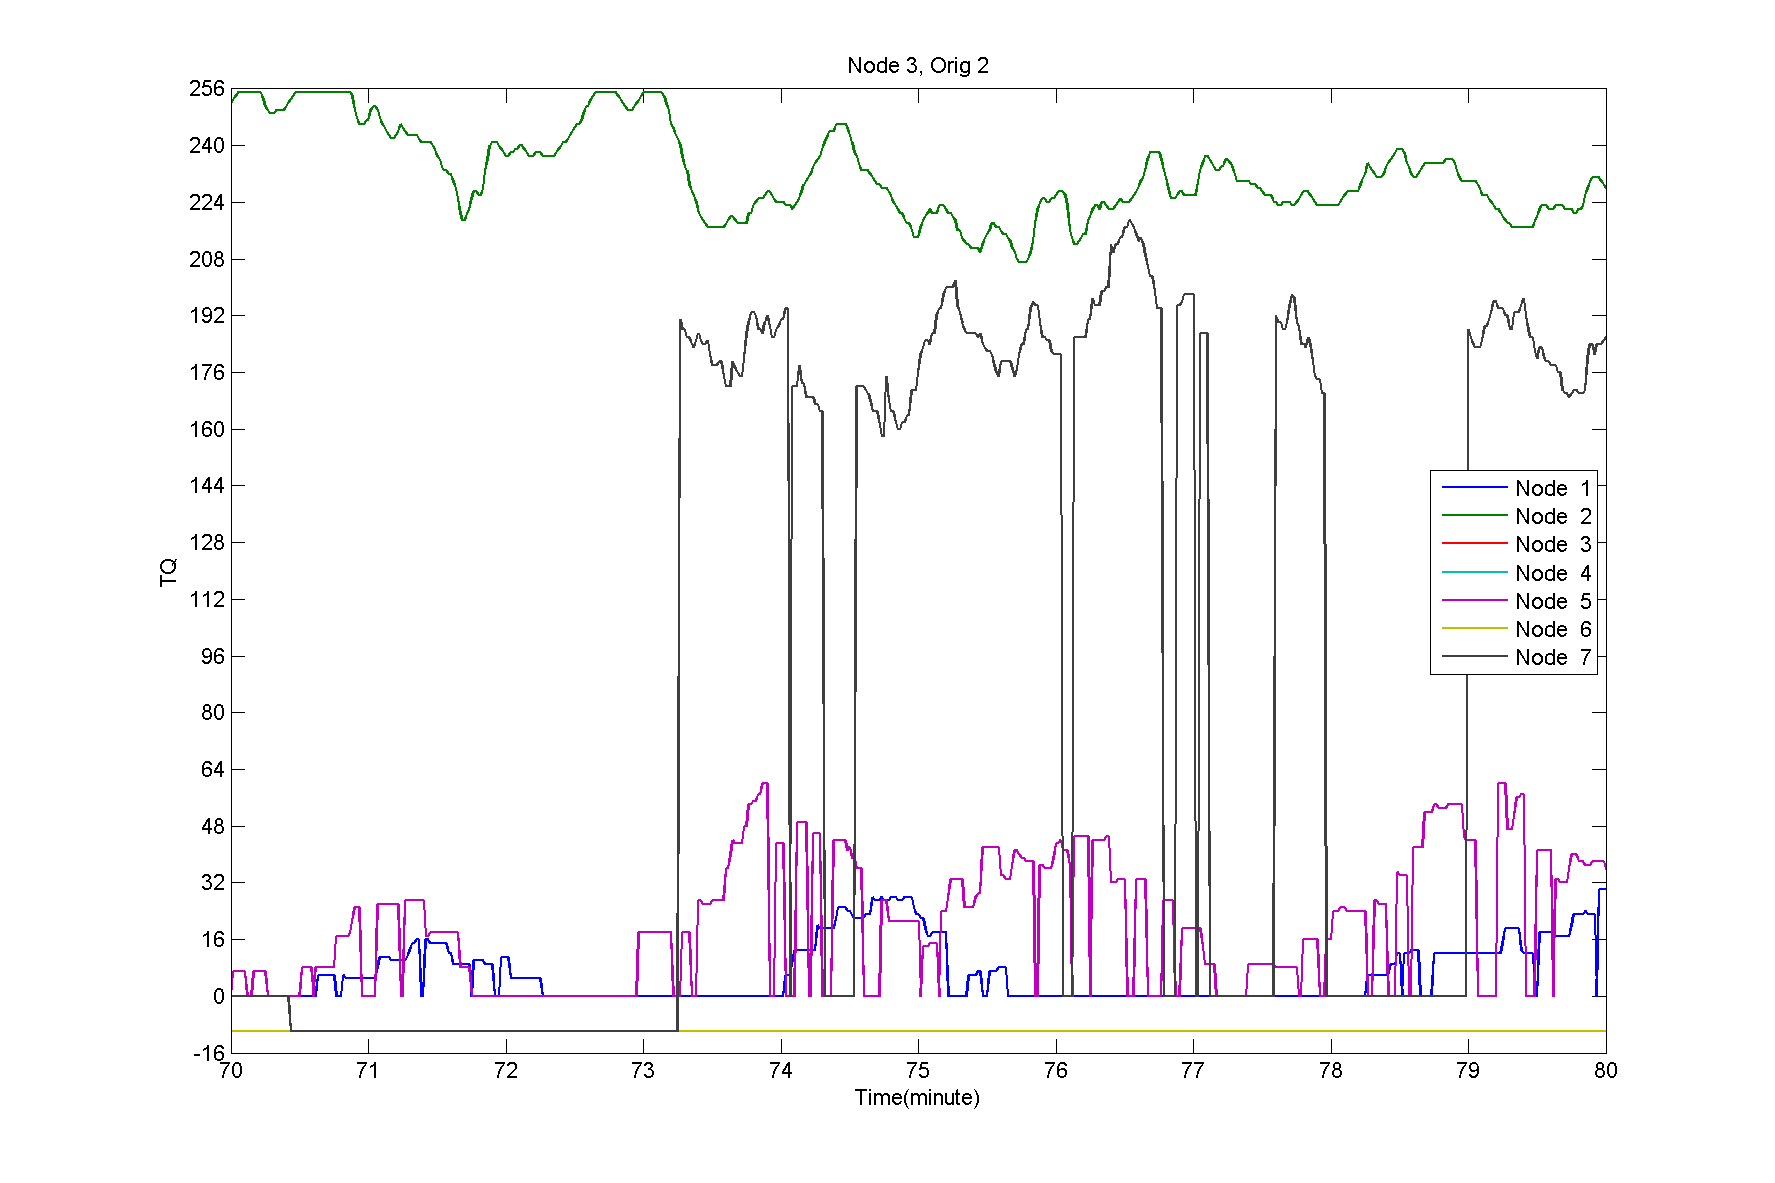 Node 3, Orig 2
256
240
224
208
192
176
160
144
128
112
96
80
64
48
32
16
0
-16
TQ
Node 1
Node 2
Node 3
Node 4
Node 5
Node 6
Node 7
70 71 72 73 74 75 76 77 78 79 80
Time(minute)